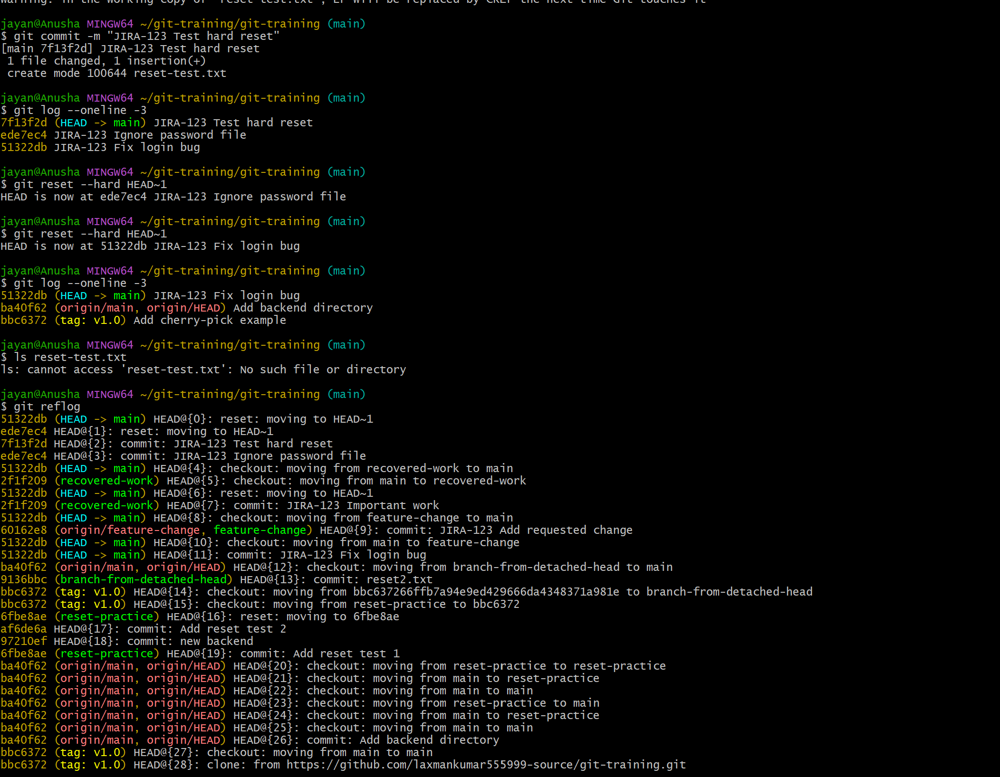 warning: in the working copy of 'reset-test.txt', LF will be replaced by CRLF the next time Git touches it
jayan@Anusha MINGW64 ~/git-training/git-training (main)
$ git commit -m "JIRA-123 Test hard reset"
[main 7f13f2d] JIRA-123 Test hard reset
 1 file changed, 1 insertion(+)
 create mode 100644 reset-test.txt
jayan@Anusha MINGW64 ~/git-training/git-training (main)
$ git log --oneline -3
7f13f2d (HEAD -> main) JIRA-123 Test hard reset
ede7ec4 JIRA-123 Ignore password file
51322db JIRA-123 Fix login bug
jayan@Anusha MINGW64 ~/git-training/git-training (main)
$ git reset --hard HEAD~1
HEAD is now at ede7ec4 JIRA-123 Ignore password file
jayan@Anusha MINGW64 ~/git-training/git-training (main)
$ git reset --hard HEAD~1
HEAD is now at 51322db JIRA-123 Fix login bug
jayan@Anusha MINGW64 ~/git-training/git-training (main)
$ git log --oneline -3
51322db (HEAD -> main) JIRA-123 Fix login bug
ba40f62 (origin/main, origin/HEAD) Add backend directory
bbc6372 (tag: v1.0) Add cherry-pick example
jayan@Anusha MINGW64 ~/git-training/git-training (main)
$ ls reset-test.txt
ls: cannot access 'reset-test.txt': No such file or directory
jayan@Anusha MINGW64 ~/git-training/git-training (main)
$ git reflog
51322db (HEAD -> main) HEAD@{0}: reset: moving to HEAD~1
ede7ec4 HEAD@{1}: reset: moving to HEAD~1
7f13f2d HEAD@{2}: commit: JIRA-123 Test hard reset
ede7ec4 HEAD@{3}: commit: JIRA-123 Ignore password file
51322db (HEAD -> main) HEAD@{4}: checkout: moving from recovered-work to main
2f1f209 (recovered-work) HEAD@{5}: checkout: moving from main to recovered-work
51322db (HEAD -> main) HEAD@{6}: reset: moving to HEAD~1
2f1f209 (recovered-work) HEAD@{7}: commit: JIRA-123 Important work
51322db (HEAD -> main) HEAD@{8}: checkout: moving from feature-change to main
60162e8 (origin/feature-change, feature-change) HEAD@{9}: commit: JIRA-123 Add requested change
51322db (HEAD -> main) HEAD@{10}: checkout: moving from main to feature-change
51322db (HEAD -> main) HEAD@{11}: commit: JIRA-123 Fix login bug
ba40f62 (origin/main, origin/HEAD) HEAD@{12}: checkout: moving from branch-from-detached-head to main
9136bbc (branch-from-detached-head) HEAD@{13}: commit: reset2.txt
bbc6372 (tag: v1.0) HEAD@{14}: checkout: moving from bbc637266ffb7a94e9ed429666da4348371a981e to branch-from-detached-head
bbc6372 (tag: v1.0) HEAD@{15}: checkout: moving from reset-practice to bbc6372
6fbe8ae (reset-practice) HEAD@{16}: reset: moving to 6fbe8ae
af6de6a HEAD@{17}: commit: Add reset test 2
97210ef HEAD@{18}: commit: new backend
6fbe8ae (reset-practice) HEAD@{19}: commit: Add reset test 1
ba40f62 (origin/main, origin/HEAD) HEAD@{20}: checkout: moving from reset-practice to reset-practice
ba40f62 (origin/main, origin/HEAD) HEAD@{21}: checkout: moving from main to reset-practice
ba40f62 (origin/main, origin/HEAD) HEAD@{22}: checkout: moving from main to main
ba40f62 (origin/main, origin/HEAD) HEAD@{23}: checkout: moving from reset-practice to main
ba40f62 (origin/main, origin/HEAD) HEAD@{24}: checkout: moving from main to reset-practice
ba40f62 (origin/main, origin/HEAD) HEAD@{25}: checkout: moving from main to main
ba40f62 (origin/main, origin/HEAD) HEAD@{26}: commit: Add backend directory
bbc6372 (tag: v1.0) HEAD@{27}: checkout: moving from main to main
bbc6372 (tag: v1.0) HEAD@{28}: clone: from https://github.com/laxmankumar555999-source/git-training.git